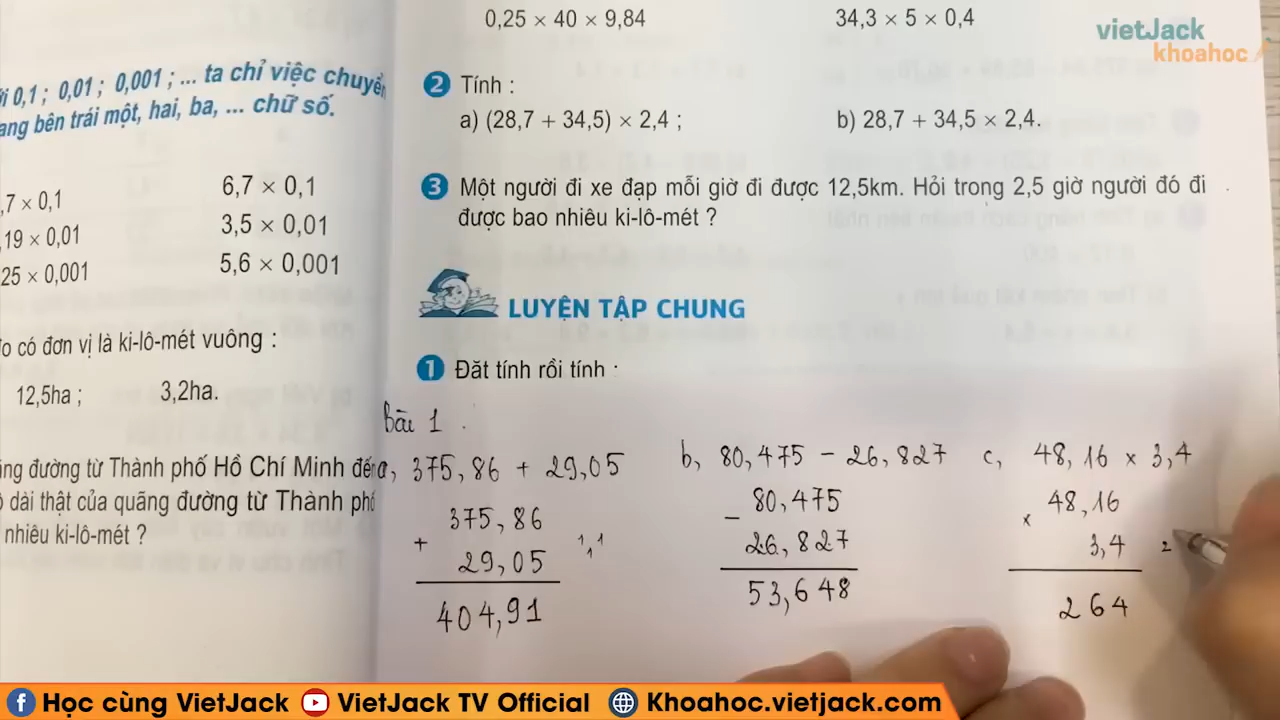 vietJack
khoahoc
0,25 × 40 × 9,84
34,3 × 5 × 0,4
0,1 ; 0,01 ; 0,001 ; ... ta chỉ việc chuyển
bên trái một, hai, ba, ... chữ số.
,7 × 0,1
6,7 × 0,1
,19 × 0,01
3,5 × 0,01
25 × 0,001
5,6 × 0,001
có đơn vị là ki-lô-mét vuông :
12,5ha ;
3,2ha.
đường từ Thành phố Hồ Chí Minh đến
dài thật của quãng đường từ Thành phố
nhiêu ki-lô-mét ?
2 Tính :
a) (28,7 + 34,5) × 2,4 ;
b) 28,7 + 34,5 × 2,4.
3 Một người đi xe đạp mỗi giờ đi được 12,5km. Hỏi trong 2,5 giờ người đó đi
được bao nhiêu ki-lô-mét ?
LUYỆN TẬP CHUNG
1 Đặt tính rồi tính :
Bài 1
a, 375,86 + 29,05
375,86
+
29,05
1,1
1
404,91
b, 80,475 - 26,827
80,475
-
26,827
53,648
c, 48,16 × 3,4
48,16
×
3,4
2
264
Học cùng VietJack
VietJack TV Official
Khoahoc.vietjack.com